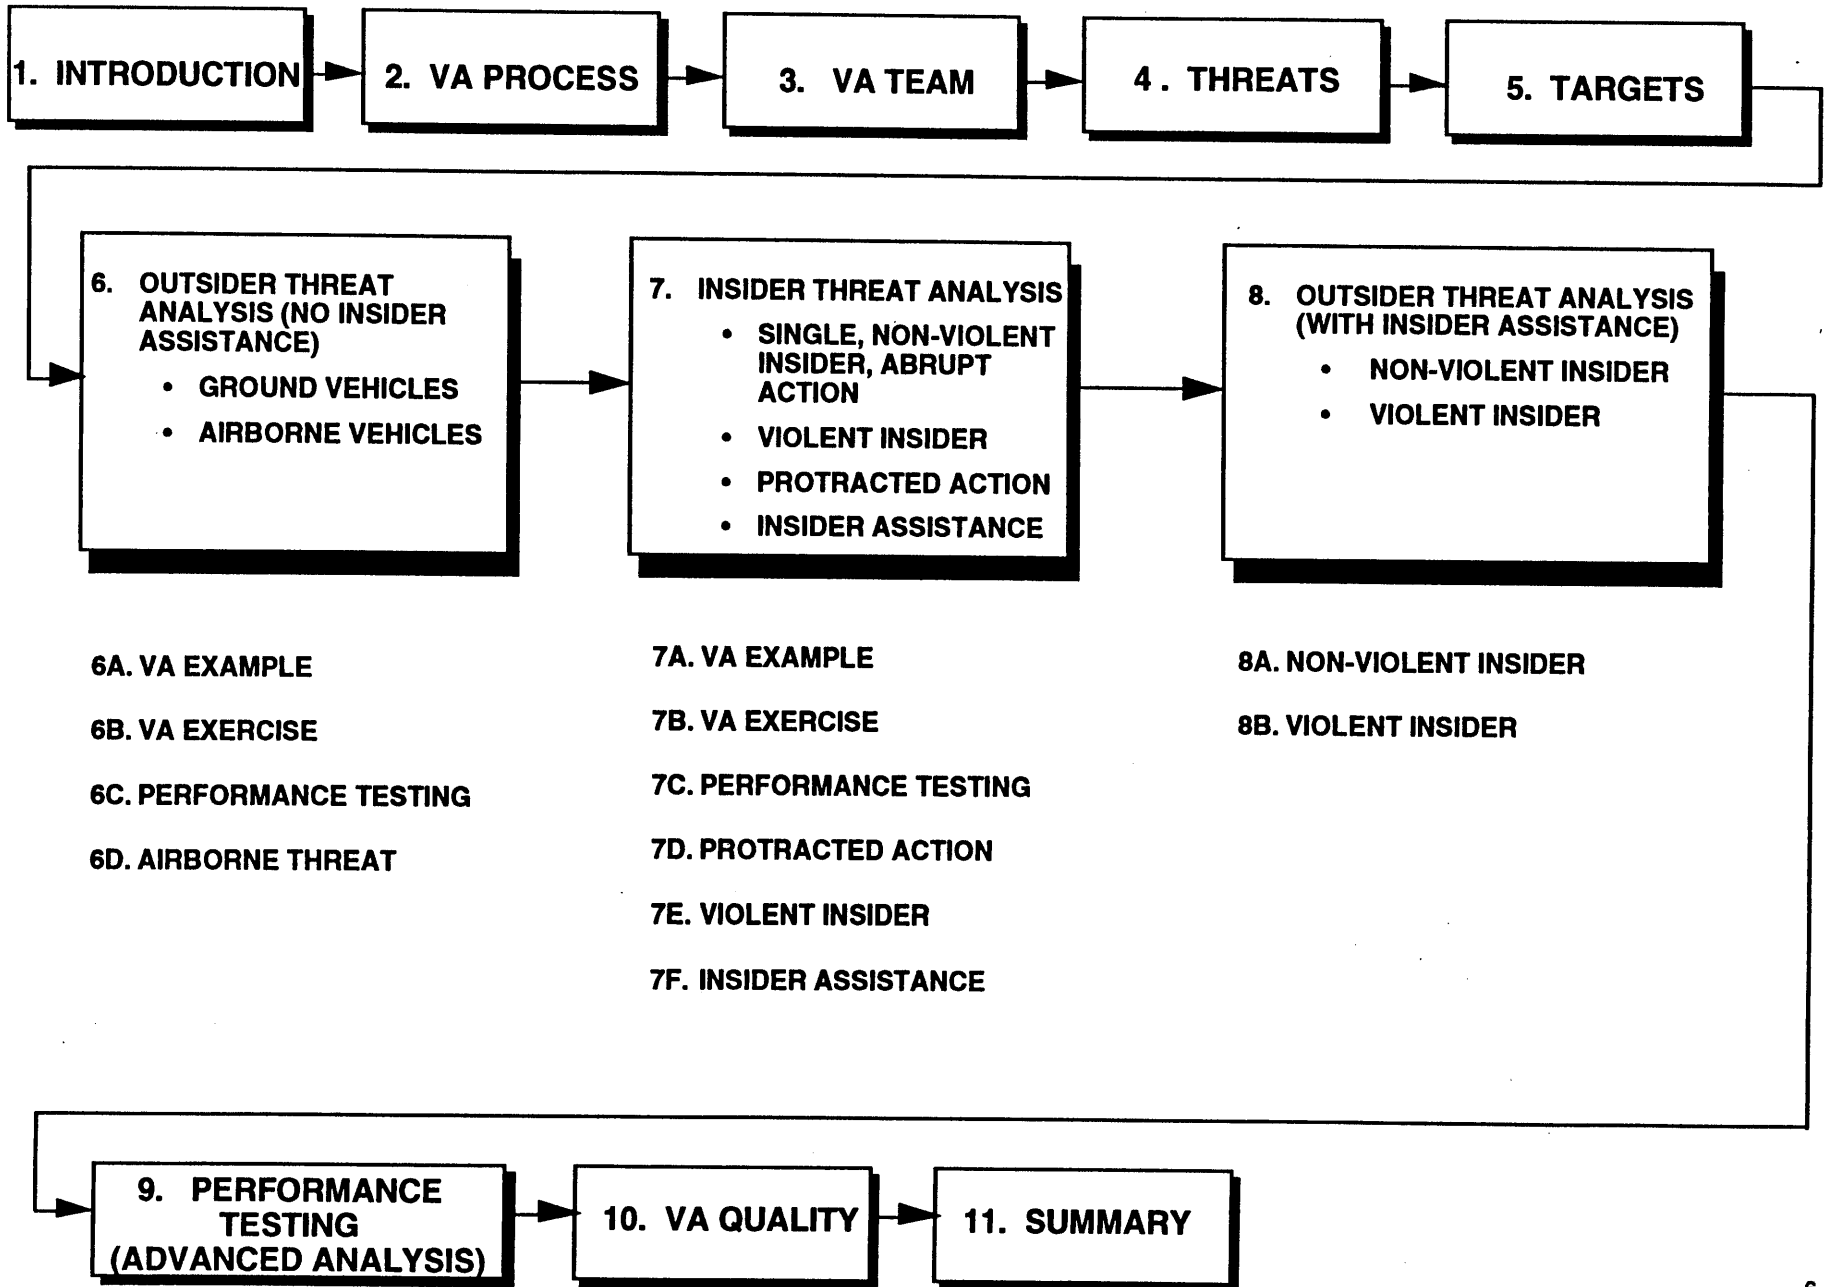 1. INTRODUCTION
2. VA PROCESS
3. VA TEAM
4 . THREATS
5. TARGETS
6. OUTSIDER THREAT
ANALYSIS (NO INSIDER
ASSISTANCE)
• GROUND VEHICLES
• AIRBORNE VEHICLES
7. INSIDER THREAT ANALYSIS
• SINGLE, NON-VIOLENT
INSIDER, ABRUPT
ACTION
• VIOLENT INSIDER
• PROTRACTED ACTION
• INSIDER ASSISTANCE
8. OUTSIDER THREAT ANALYSIS
(WITH INSIDER ASSISTANCE)
• NON-VIOLENT INSIDER
• VIOLENT INSIDER
6A. VA EXAMPLE
6B. VA EXERCISE
6C. PERFORMANCE TESTING
6D. AIRBORNE THREAT
7A. VA EXAMPLE
7B. VA EXERCISE
7C. PERFORMANCE TESTING
7D. PROTRACTED ACTION
7E. VIOLENT INSIDER
7F. INSIDER ASSISTANCE
8A. NON-VIOLENT INSIDER
8B. VIOLENT INSIDER
9. PERFORMANCE
TESTING
(ADVANCED ANALYSIS)
10. VA QUALITY
11. SUMMARY